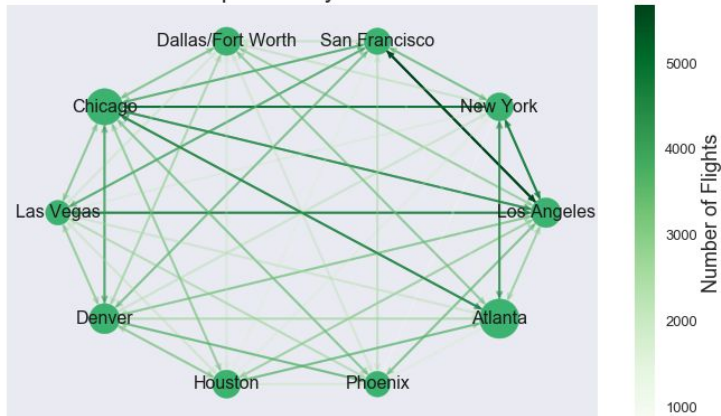 Dallas/Fort Worth San Francisco
Chicago New York
Las Vegas Los Angeles
Denver Atlanta
Houston Phoenix
5000
4000
3000
2000
1000
Number of Flights